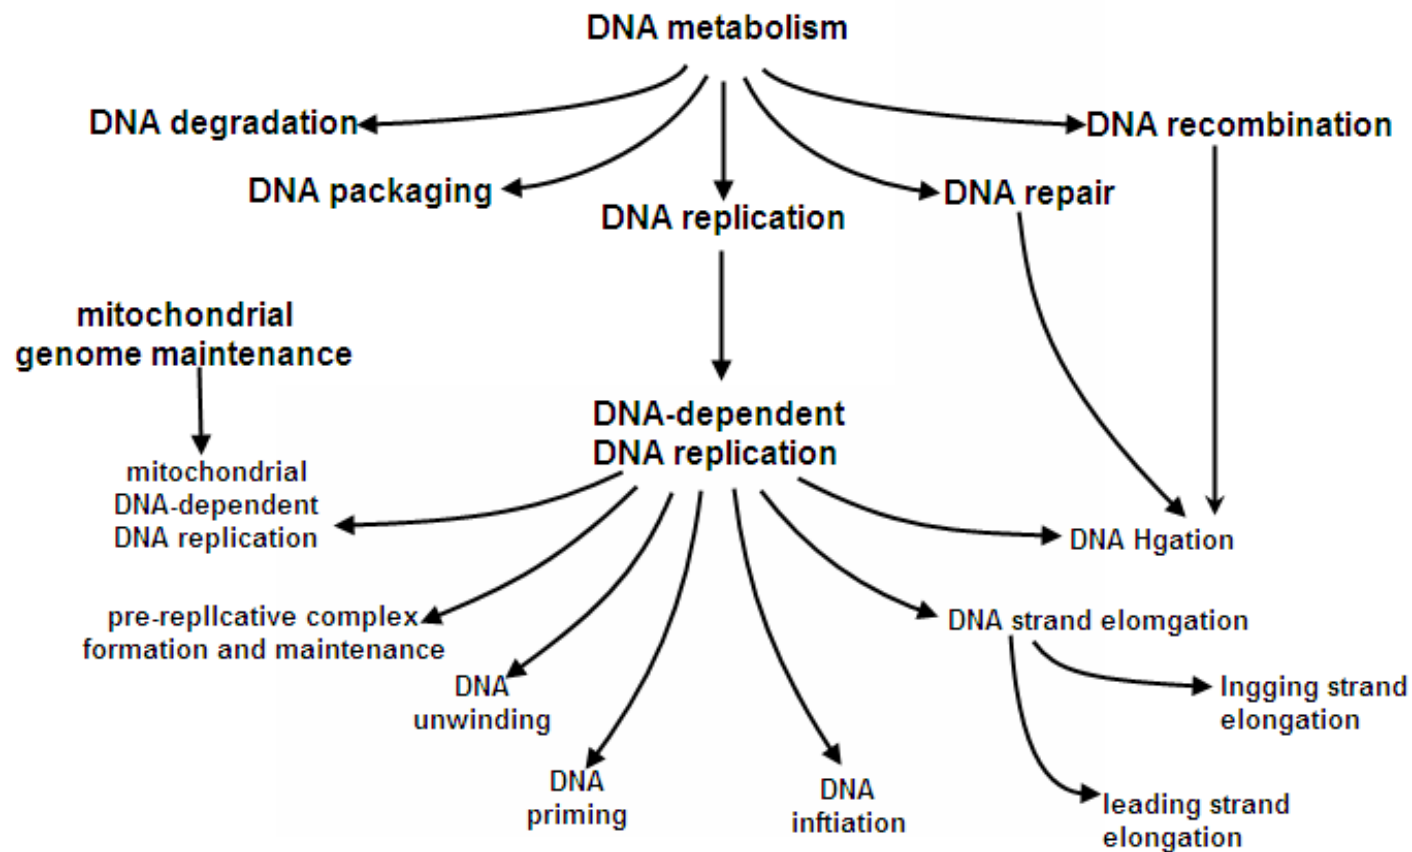 DNA metabolism
DNA degradation
DNA recombination
DNA packaging
DNA repair
DNA replication
mitochondrial
genome maintenance
DNA-dependent
DNA replication
mitochondrial
DNA-dependent
DNA replication
DNA Hgation
pre-repllcative complex
formation and maintenance
DNA strand elomgation
DNA
unwinding
Ingging strand
elongation
DNA
priming
DNA
inftiation
leading strand
elongation